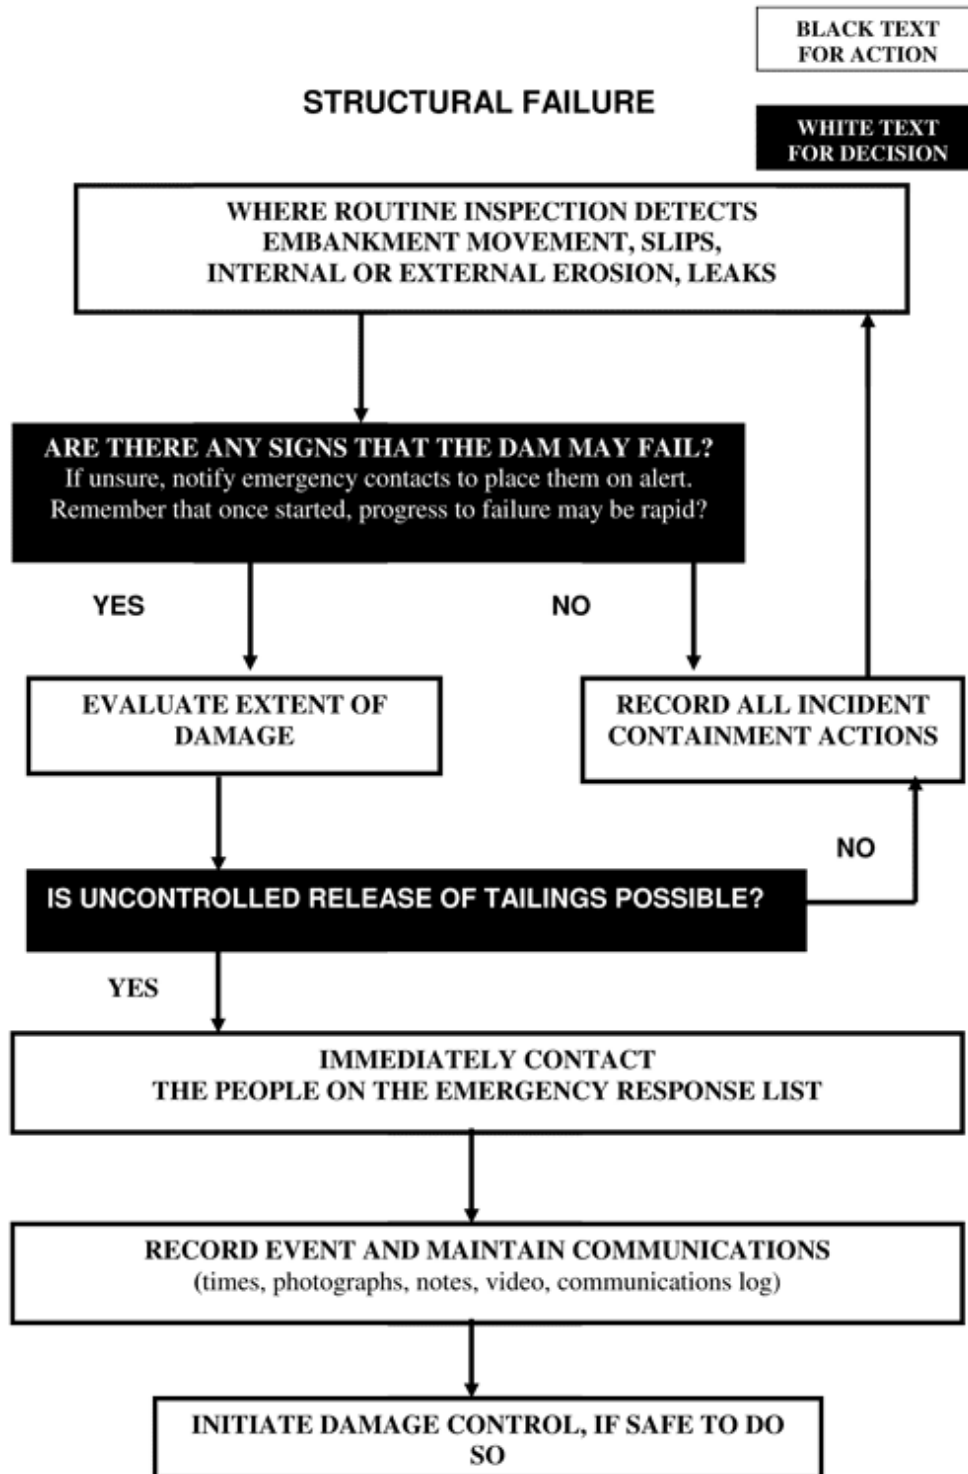 BLACK TEXT
FOR ACTION
STRUCTURAL FAILURE
WHITE TEXT
FOR DECISION
WHERE ROUTINE INSPECTION DETECTS
EMBANKMENT MOVEMENT, SLIPS,
INTERNAL OR EXTERNAL EROSION, LEAKS
ARE THERE ANY SIGNS THAT THE DAM MAY FAIL?
If unsure, notify emergency contacts to place them on alert.
Remember that once started, progress to failure may be rapid?
YES
NO
EVALUATE EXTENT OF
DAMAGE
RECORD ALL INCIDENT
CONTAINMENT ACTIONS
NO
IS UNCONTROLLED RELEASE OF TAILINGS POSSIBLE?
YES
IMMEDIATELY CONTACT
THE PEOPLE ON THE EMERGENCY RESPONSE LIST
RECORD EVENT AND MAINTAIN COMMUNICATIONS
(times, photographs, notes, video, communications log)
INITIATE DAMAGE CONTROL, IF SAFE TO DO
SO